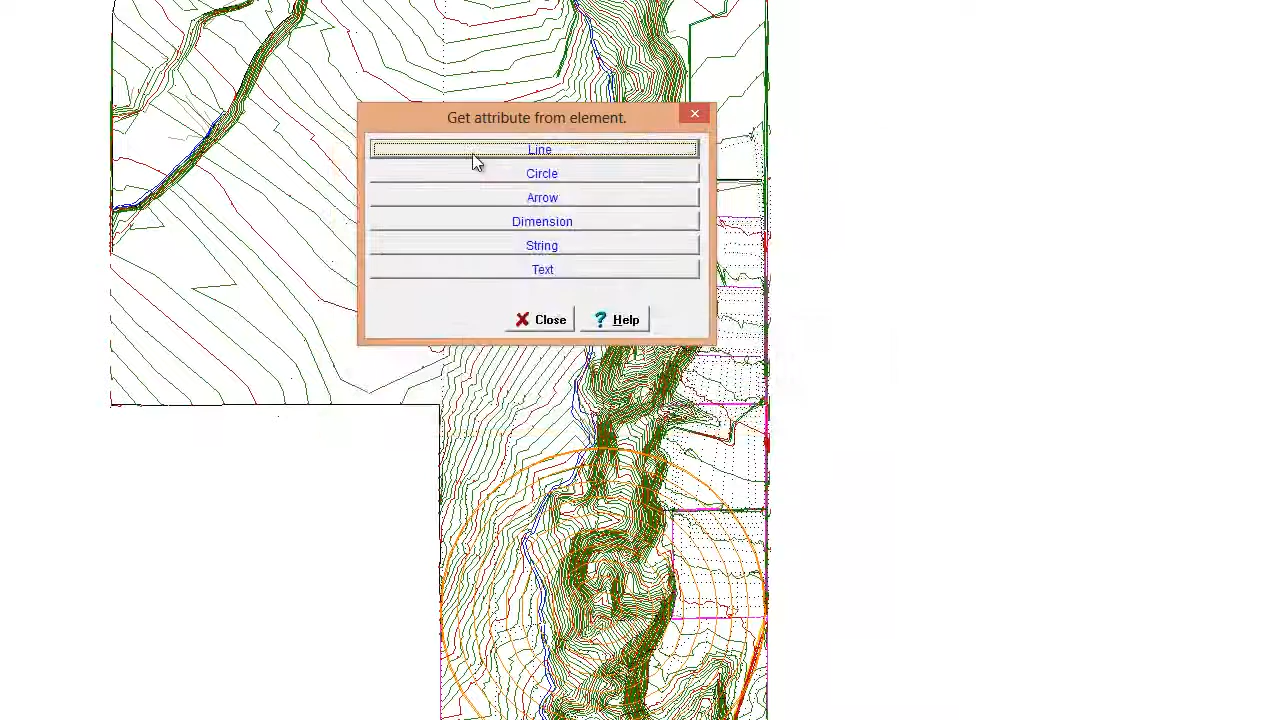 Get attribute from element.
Line
Circle
Arrow
Dimension
String
Text
Close
Help